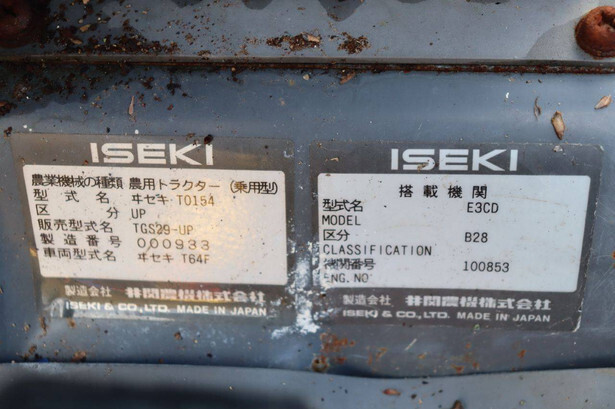 ISEKI
農業機械の種類 農用トラクター (乗用型)
型式名 ヰセキ T0154
区分 UP
販売型式名 TGS29-UP
製造番号 000933
車両型式名 ヰセキ T64F
製造会社 井関農機株式会社
ISEKI & CO., LTD. MADE IN JAPAN
ISEKI
搭載機関
型式名 E3CD
MODEL
区分 B28
CLASSIFICATION
機関番号 100853
ENG. NO
製造会社 井関農機株式会社
ISEKI & CO., LTD. MADE IN JAPAN